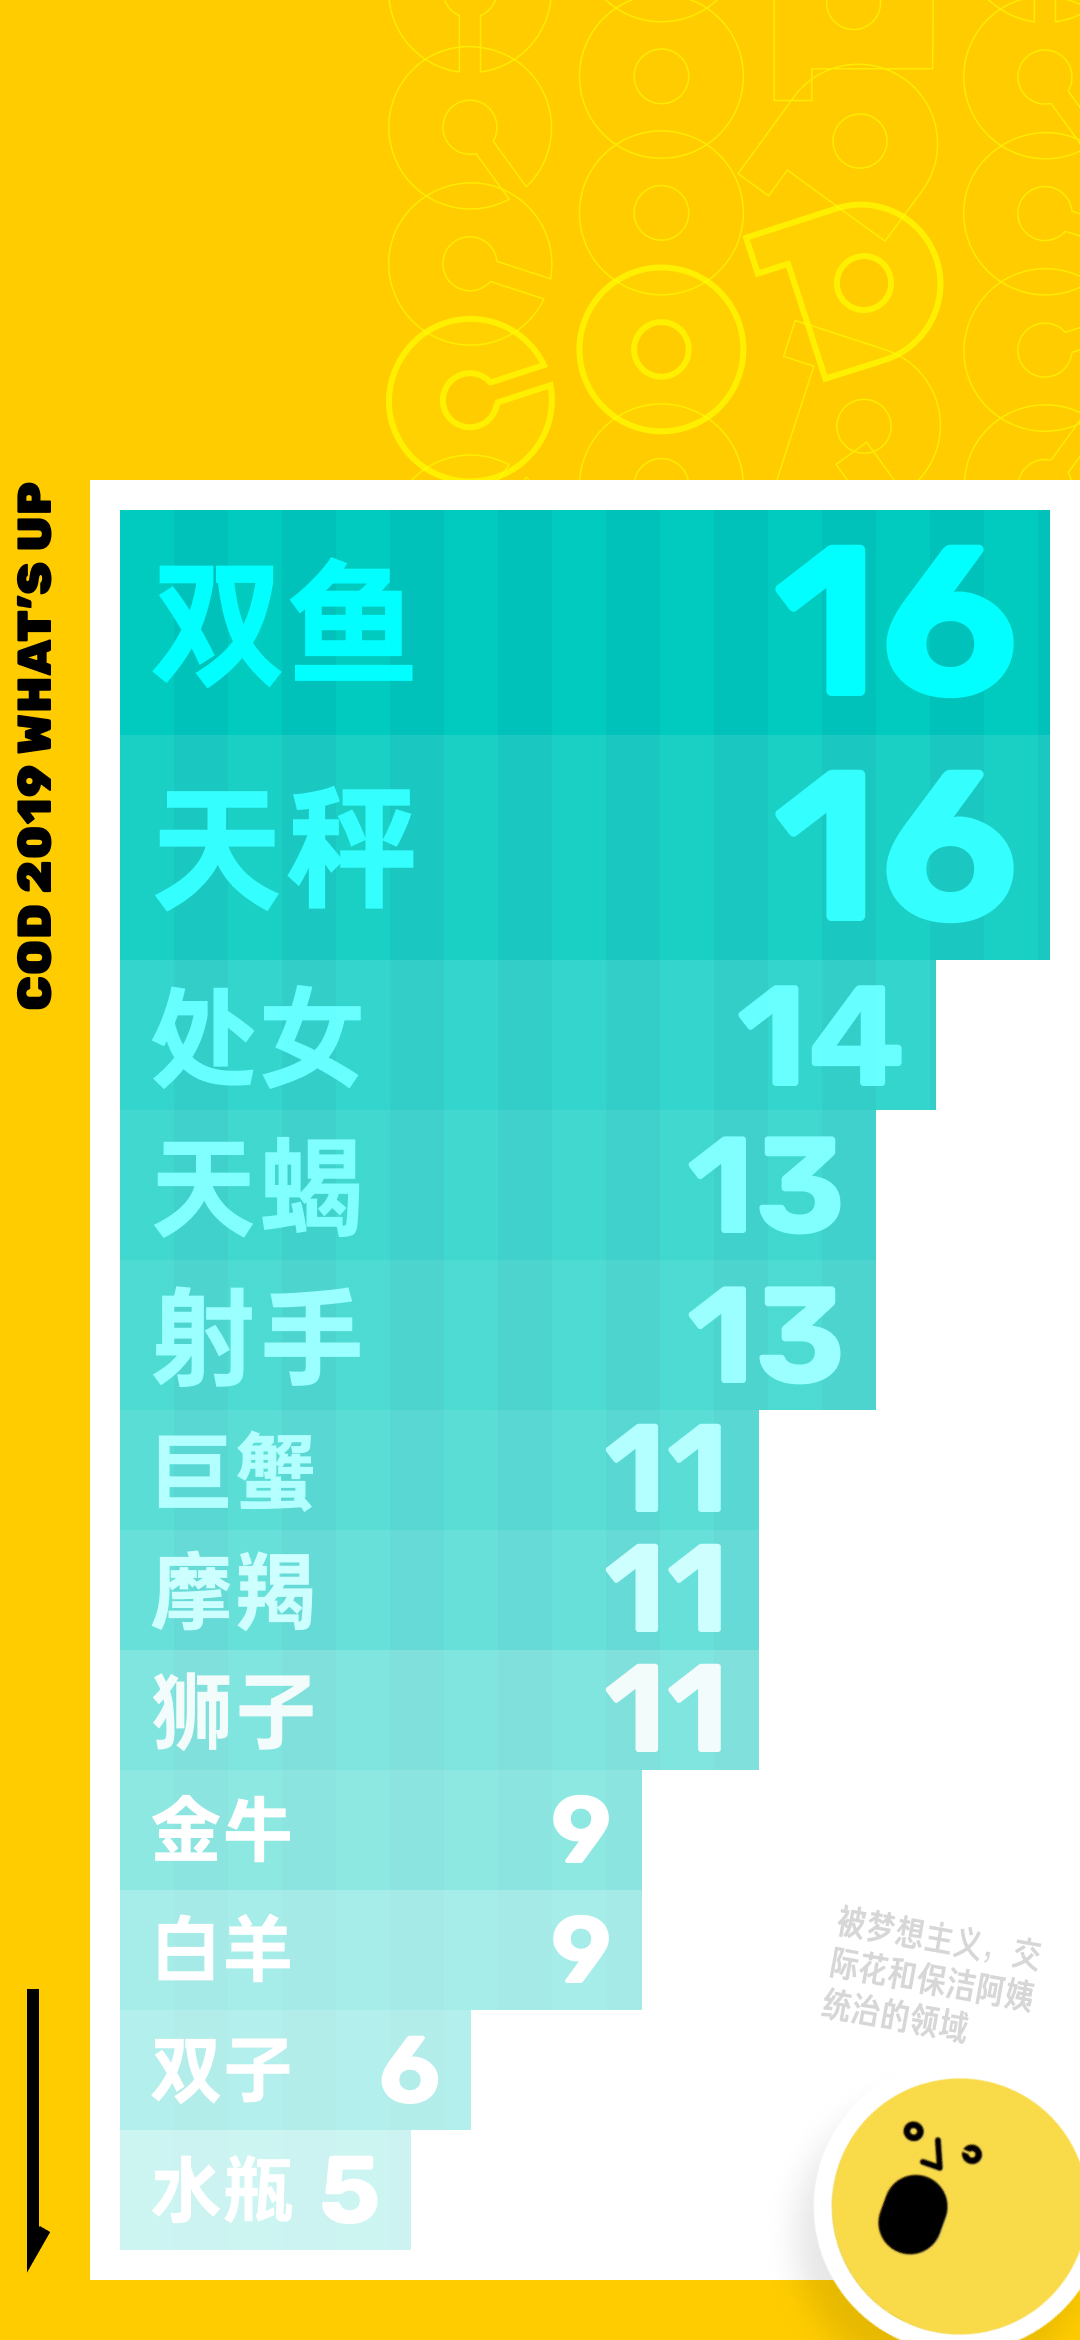 COD
COD 2019 WHAT'S UP
双鱼 16
天秤 16
处女 14
天蝎 13
射手 13
巨蟹 11
摩羯 11
狮子 11
金牛 9
白羊 9
双子 6
水瓶 5
被梦想主义，交
际花和保洁阿姨
统治的领域